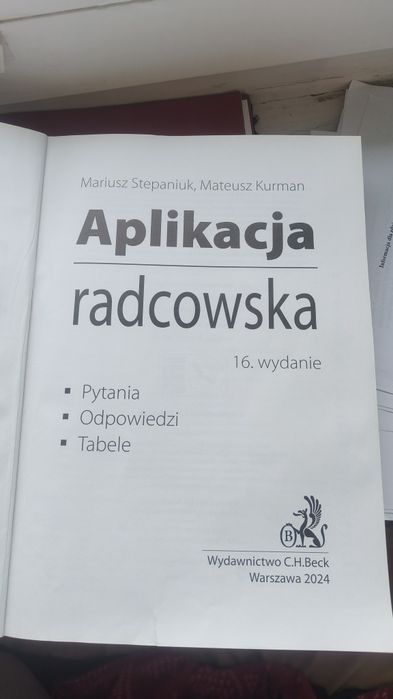 Mariusz Stepaniuk, Mateusz Kurman
Aplikacja
radcowska
16. wydanie
▪ Pytania
▪ Odpowiedzi
▪ Tabele
B
Wydawnictwo C.H.Beck
Warszawa 2024